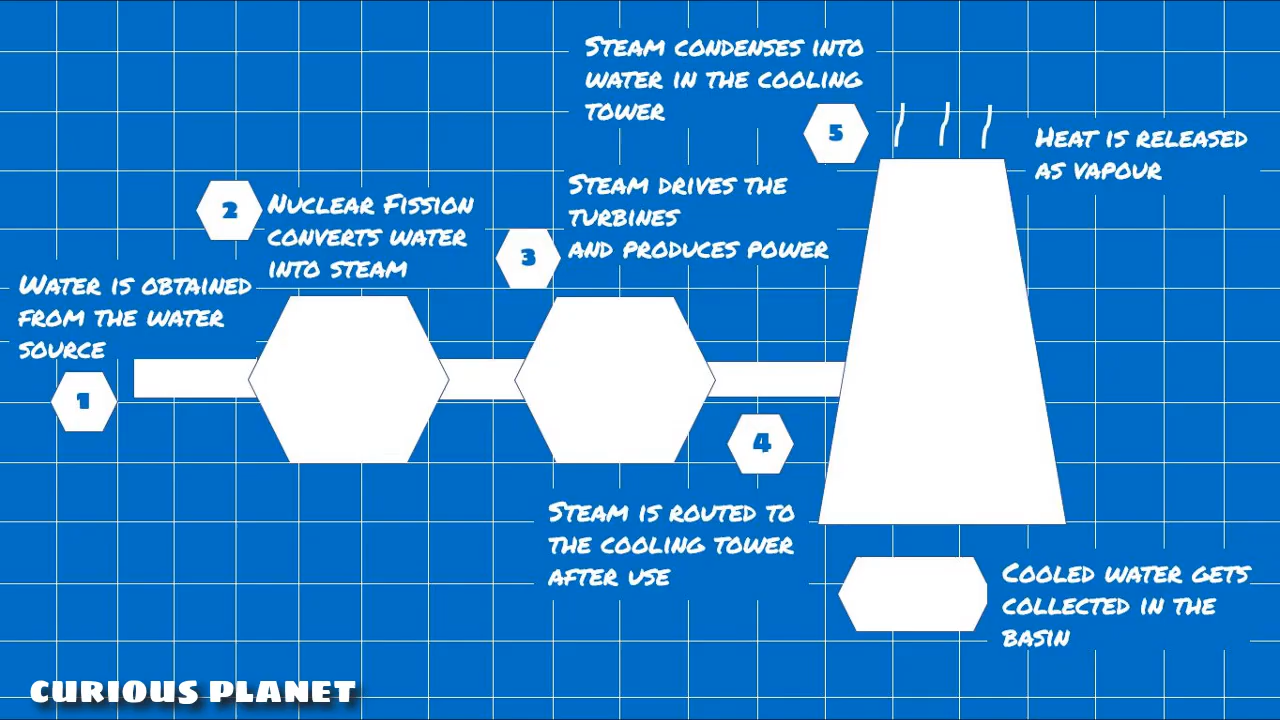 1
Water is obtained
from the water
source
2
Nuclear Fission
converts water
into steam
3
Steam drives the
turbines
and produces power
4
Steam is routed to
the cooling tower
after use
5
Steam condenses into
water in the cooling
tower
Heat is released
as vapour
Cooled water gets
collected in the
basin
CURIOUS PLANET